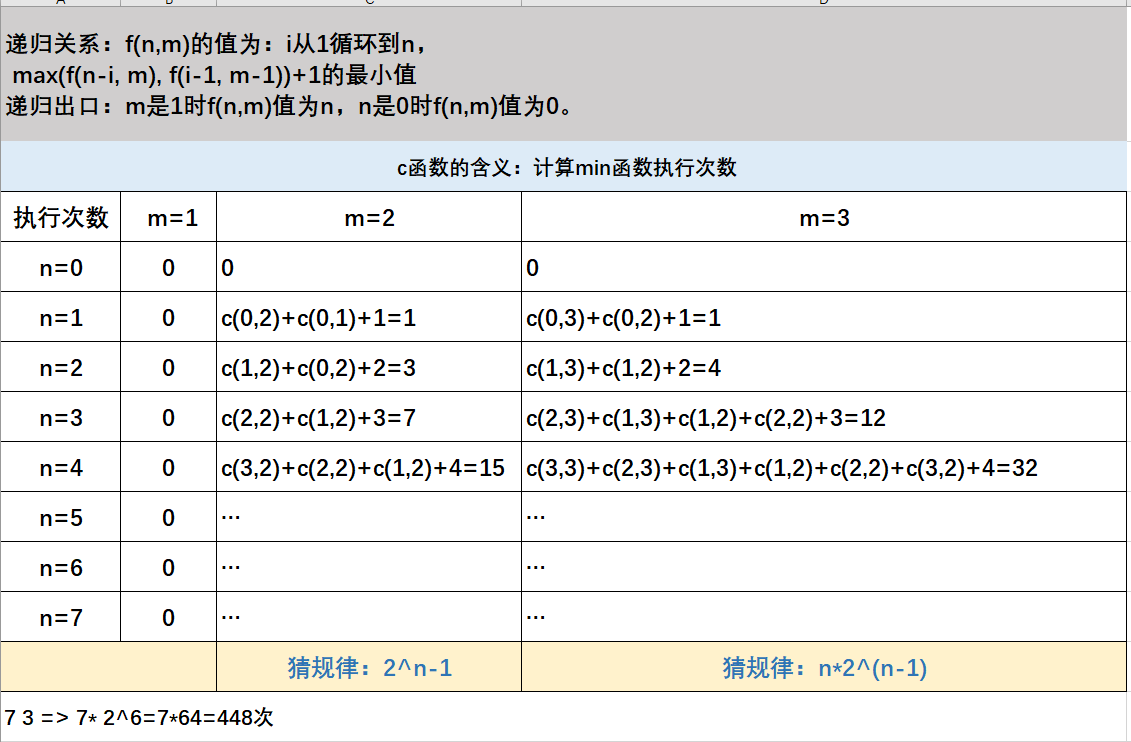 A B C D
递归关系：f(n,m)的值为：i从1循环到n，
max(f(n-i, m), f(i-1, m-1))+1的最小值
递归出口：m是1时f(n,m)值为n，n是0时f(n,m)值为0。
c函数的含义：计算min函数执行次数
执行次数 m=1 m=2 m=3
n=0 0 0 0
n=1 0 c(0,2)+c(0,1)+1=1 c(0,3)+c(0,2)+1=1
n=2 0 c(1,2)+c(0,2)+2=3 c(1,3)+c(1,2)+2=4
n=3 0 c(2,2)+c(1,2)+3=7 c(2,3)+c(1,3)+c(1,2)+c(2,2)+3=12
n=4 0 c(3,2)+c(2,2)+c(1,2)+4=15 c(3,3)+c(2,3)+c(1,3)+c(1,2)+c(2,2)+c(3,2)+4=32
n=5 0 … …
n=6 0 … …
n=7 0 … …
猜规律：2^n-1 猜规律：n*2^(n-1)
7 3 => 7* 2^6=7*64=448次